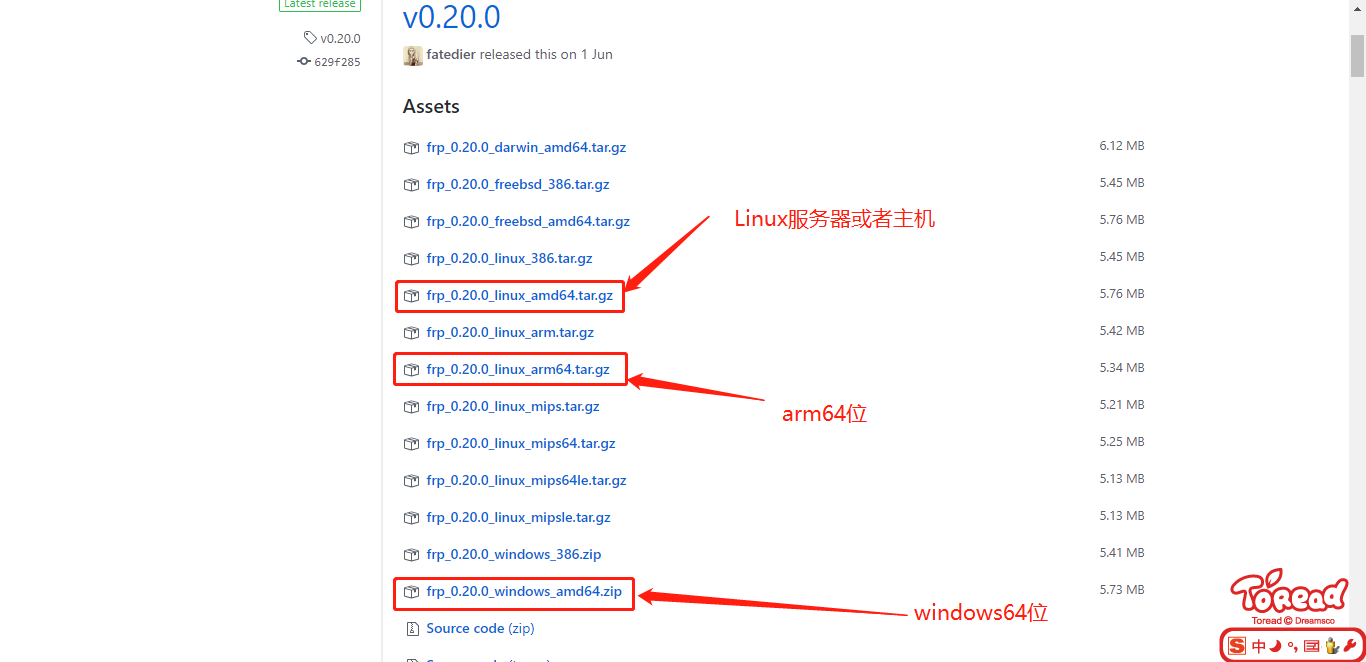 Latest release
v0.20.0
v0.20.0
629f285
fatedier released this on 1 Jun
Assets
frp_0.20.0_darwin_amd64.tar.gz 6.12 MB
frp_0.20.0_freebsd_386.tar.gz 5.45 MB
frp_0.20.0_freebsd_amd64.tar.gz 5.76 MB
Linux服务器或者主机
frp_0.20.0_linux_386.tar.gz 5.45 MB
frp_0.20.0_linux_amd64.tar.gz 5.76 MB
frp_0.20.0_linux_arm.tar.gz 5.42 MB
frp_0.20.0_linux_arm64.tar.gz 5.34 MB
arm64位
frp_0.20.0_linux_mips.tar.gz 5.21 MB
frp_0.20.0_linux_mips64.tar.gz 5.25 MB
frp_0.20.0_linux_mips64le.tar.gz 5.13 MB
frp_0.20.0_linux_mipsle.tar.gz 5.13 MB
frp_0.20.0_windows_386.zip 5.41 MB
frp_0.20.0_windows_amd64.zip 5.73 MB
windows64位
Source code (zip)
Toread
Toread © Dreamsco
S 中